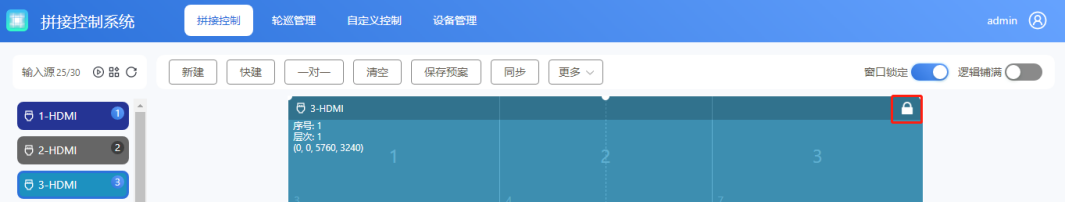 拼接控制系统 拼接控制 轮巡管理 自定义控制 设备管理 admin
输入源 25/30 新建 快建 一对一 清空 保存预案 同步 更多 窗口锁定 逻辑铺满
1-HDMI 1
2-HDMI 2
3-HDMI 3
3-HDMI
序号: 1
层次: 1
(0, 0, 5760, 3240)
1 2 3